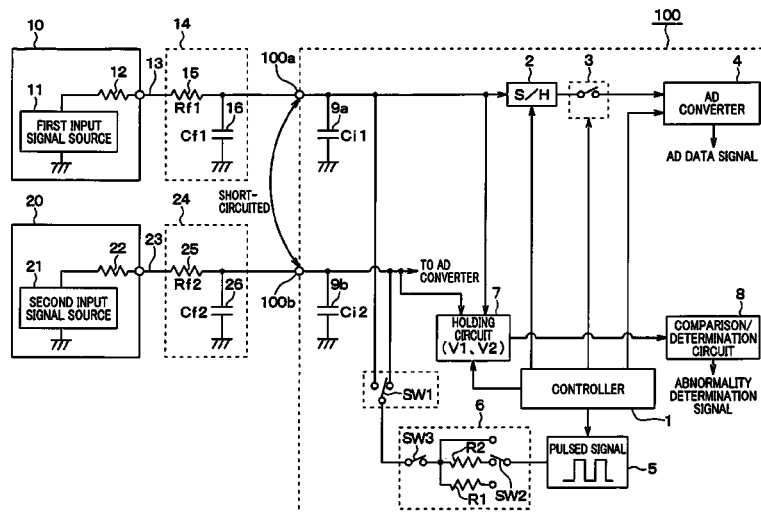 100
10
14
12
13
15
100a
2
3
4
11
Rf1
16
9a
S/H
AD
CONVERTER
FIRST INPUT
SIGNAL SOURCE
Cf1
Ci1
AD DATA SIGNAL
SHORT-
CIRCUITED
20
24
22
23
25
21
Rf2
26
100b
9b
TO AD
CONVERTER
7
8
SECOND INPUT
SIGNAL SOURCE
Cf2
Ci2
HOLDING
CIRCUIT
(V1、V2)
COMPARISON/
DETERMINATION
CIRCUIT
SW1
CONTROLLER
ABNORMALITY
DETERMINATION
SIGNAL
6
1
SW3
R2
SW2
R1
PULSED SIGNAL
5